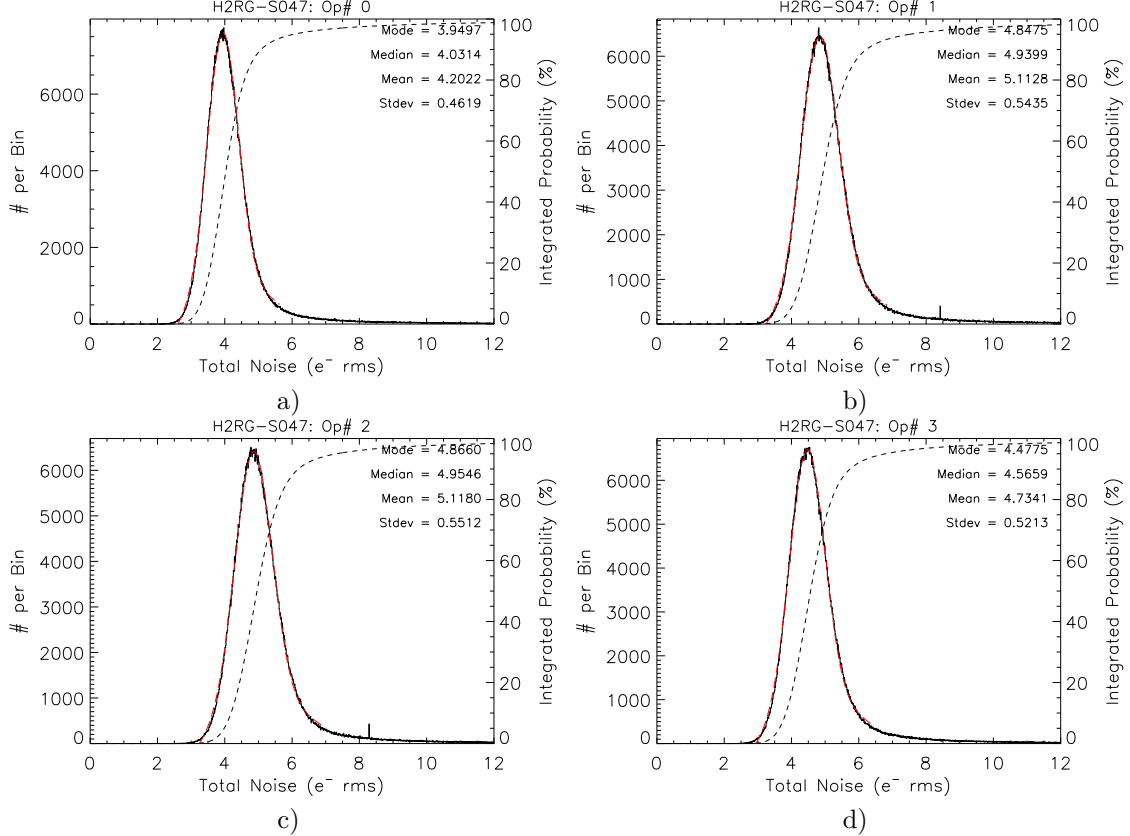 H2RG-S047: Op# 0
Mode = 3.9497
Median = 4.0314
Mean = 4.2022
Stdev = 0.4619
# per Bin
0
2000
4000
6000
Integrated Probability (%)
0
20
40
60
80
100
0 2 4 6 8 10 12
Total Noise (e⁻ rms)
a)
H2RG-S047: Op# 1
Mode = 4.8475
Median = 4.9399
Mean = 5.1128
Stdev = 0.5435
# per Bin
0
1000
2000
3000
4000
5000
6000
Integrated Probability (%)
0
20
40
60
80
100
0 2 4 6 8 10 12
Total Noise (e⁻ rms)
b)
H2RG-S047: Op# 2
Mode = 4.8660
Median = 4.9546
Mean = 5.1180
Stdev = 0.5512
# per Bin
0
1000
2000
3000
4000
5000
6000
Integrated Probability (%)
0
20
40
60
80
100
0 2 4 6 8 10 12
Total Noise (e⁻ rms)
c)
H2RG-S047: Op# 3
Mode = 4.4775
Median = 4.5659
Mean = 4.7341
Stdev = 0.5213
# per Bin
0
1000
2000
3000
4000
5000
6000
Integrated Probability (%)
0
20
40
60
80
100
0 2 4 6 8 10 12
Total Noise (e⁻ rms)
d)